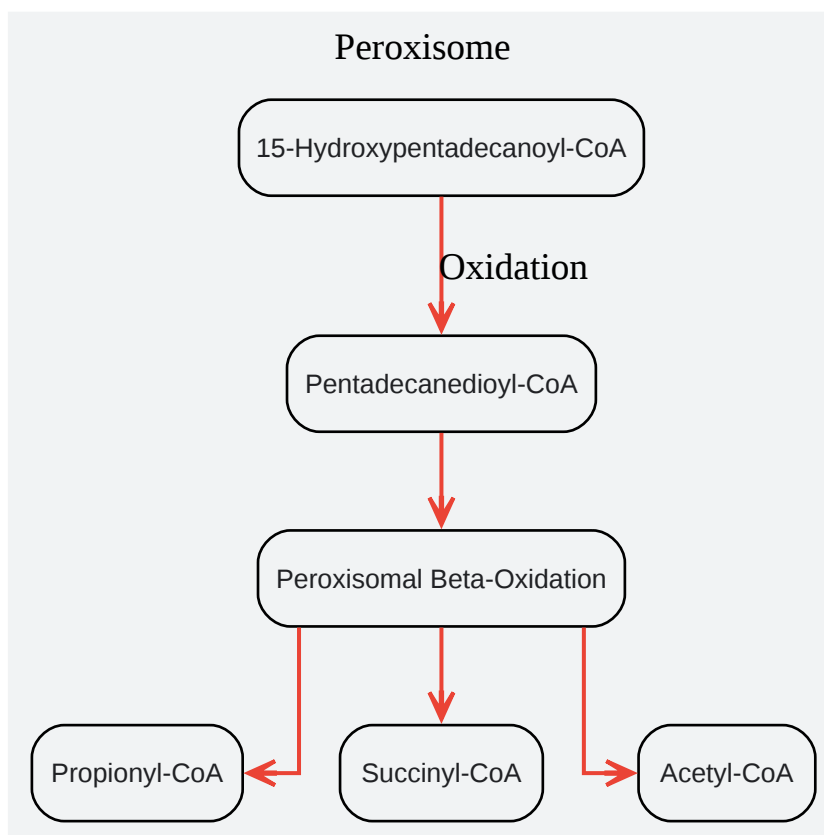 Peroxisome
15-Hydroxypentadecanoyl-CoA
Oxidation
Pentadecanedioyl-CoA
Peroxisomal Beta-Oxidation
Propionyl-CoA
Succinyl-CoA
Acetyl-CoA